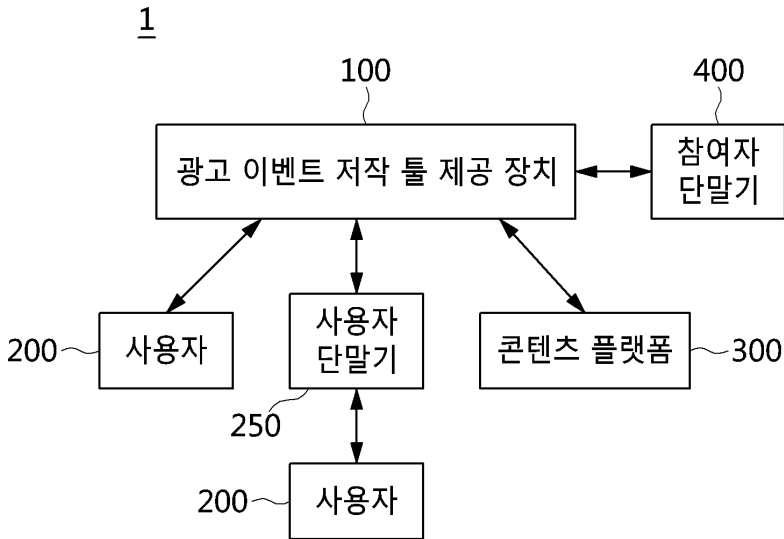 1
100
400
광고 이벤트 저작 툴 제공 장치
참여자
단말기
200
사용자
사용자
단말기
콘텐츠 플랫폼
300
250
200
사용자